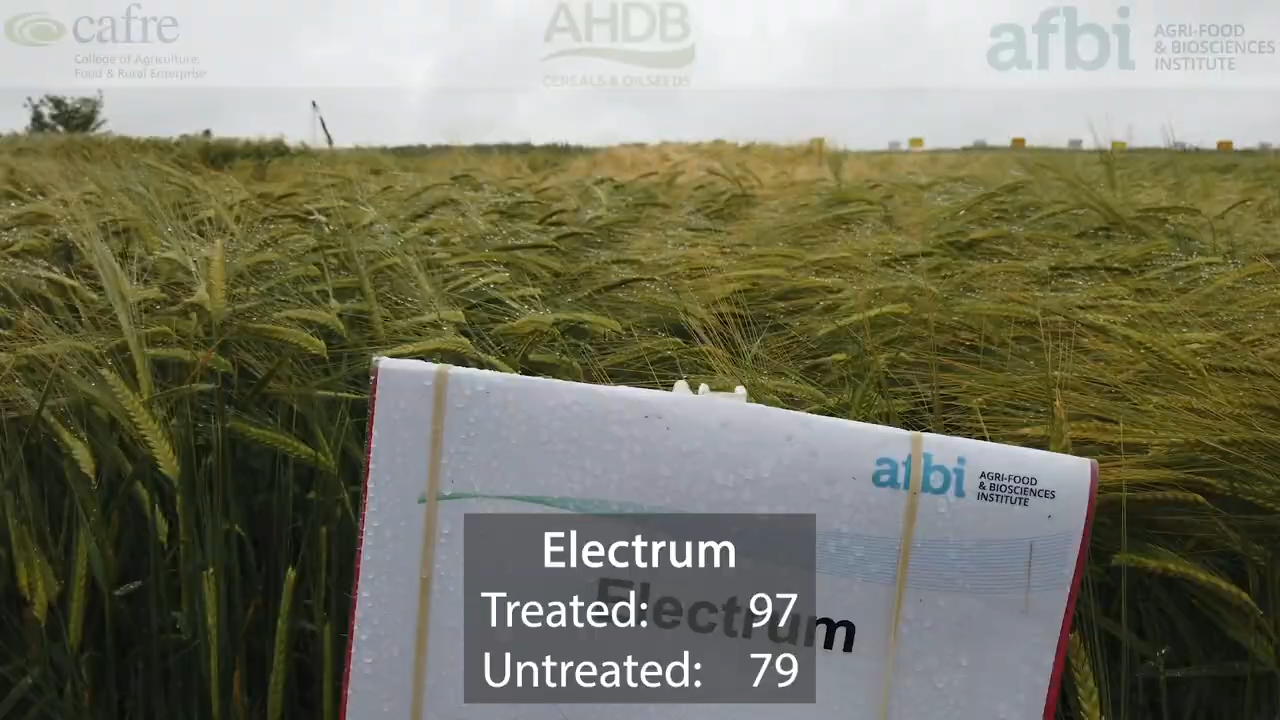 cafre
College of Agriculture,
Food & Rural Enterprise
AHDB
CEREALS & OILSEEDS
afbi
AGRI-FOOD
& BIOSCIENCES
INSTITUTE
afbi
AGRI-FOOD
& BIOSCIENCES
INSTITUTE
Electrum
Electrum
Treated: 97
Untreated: 79